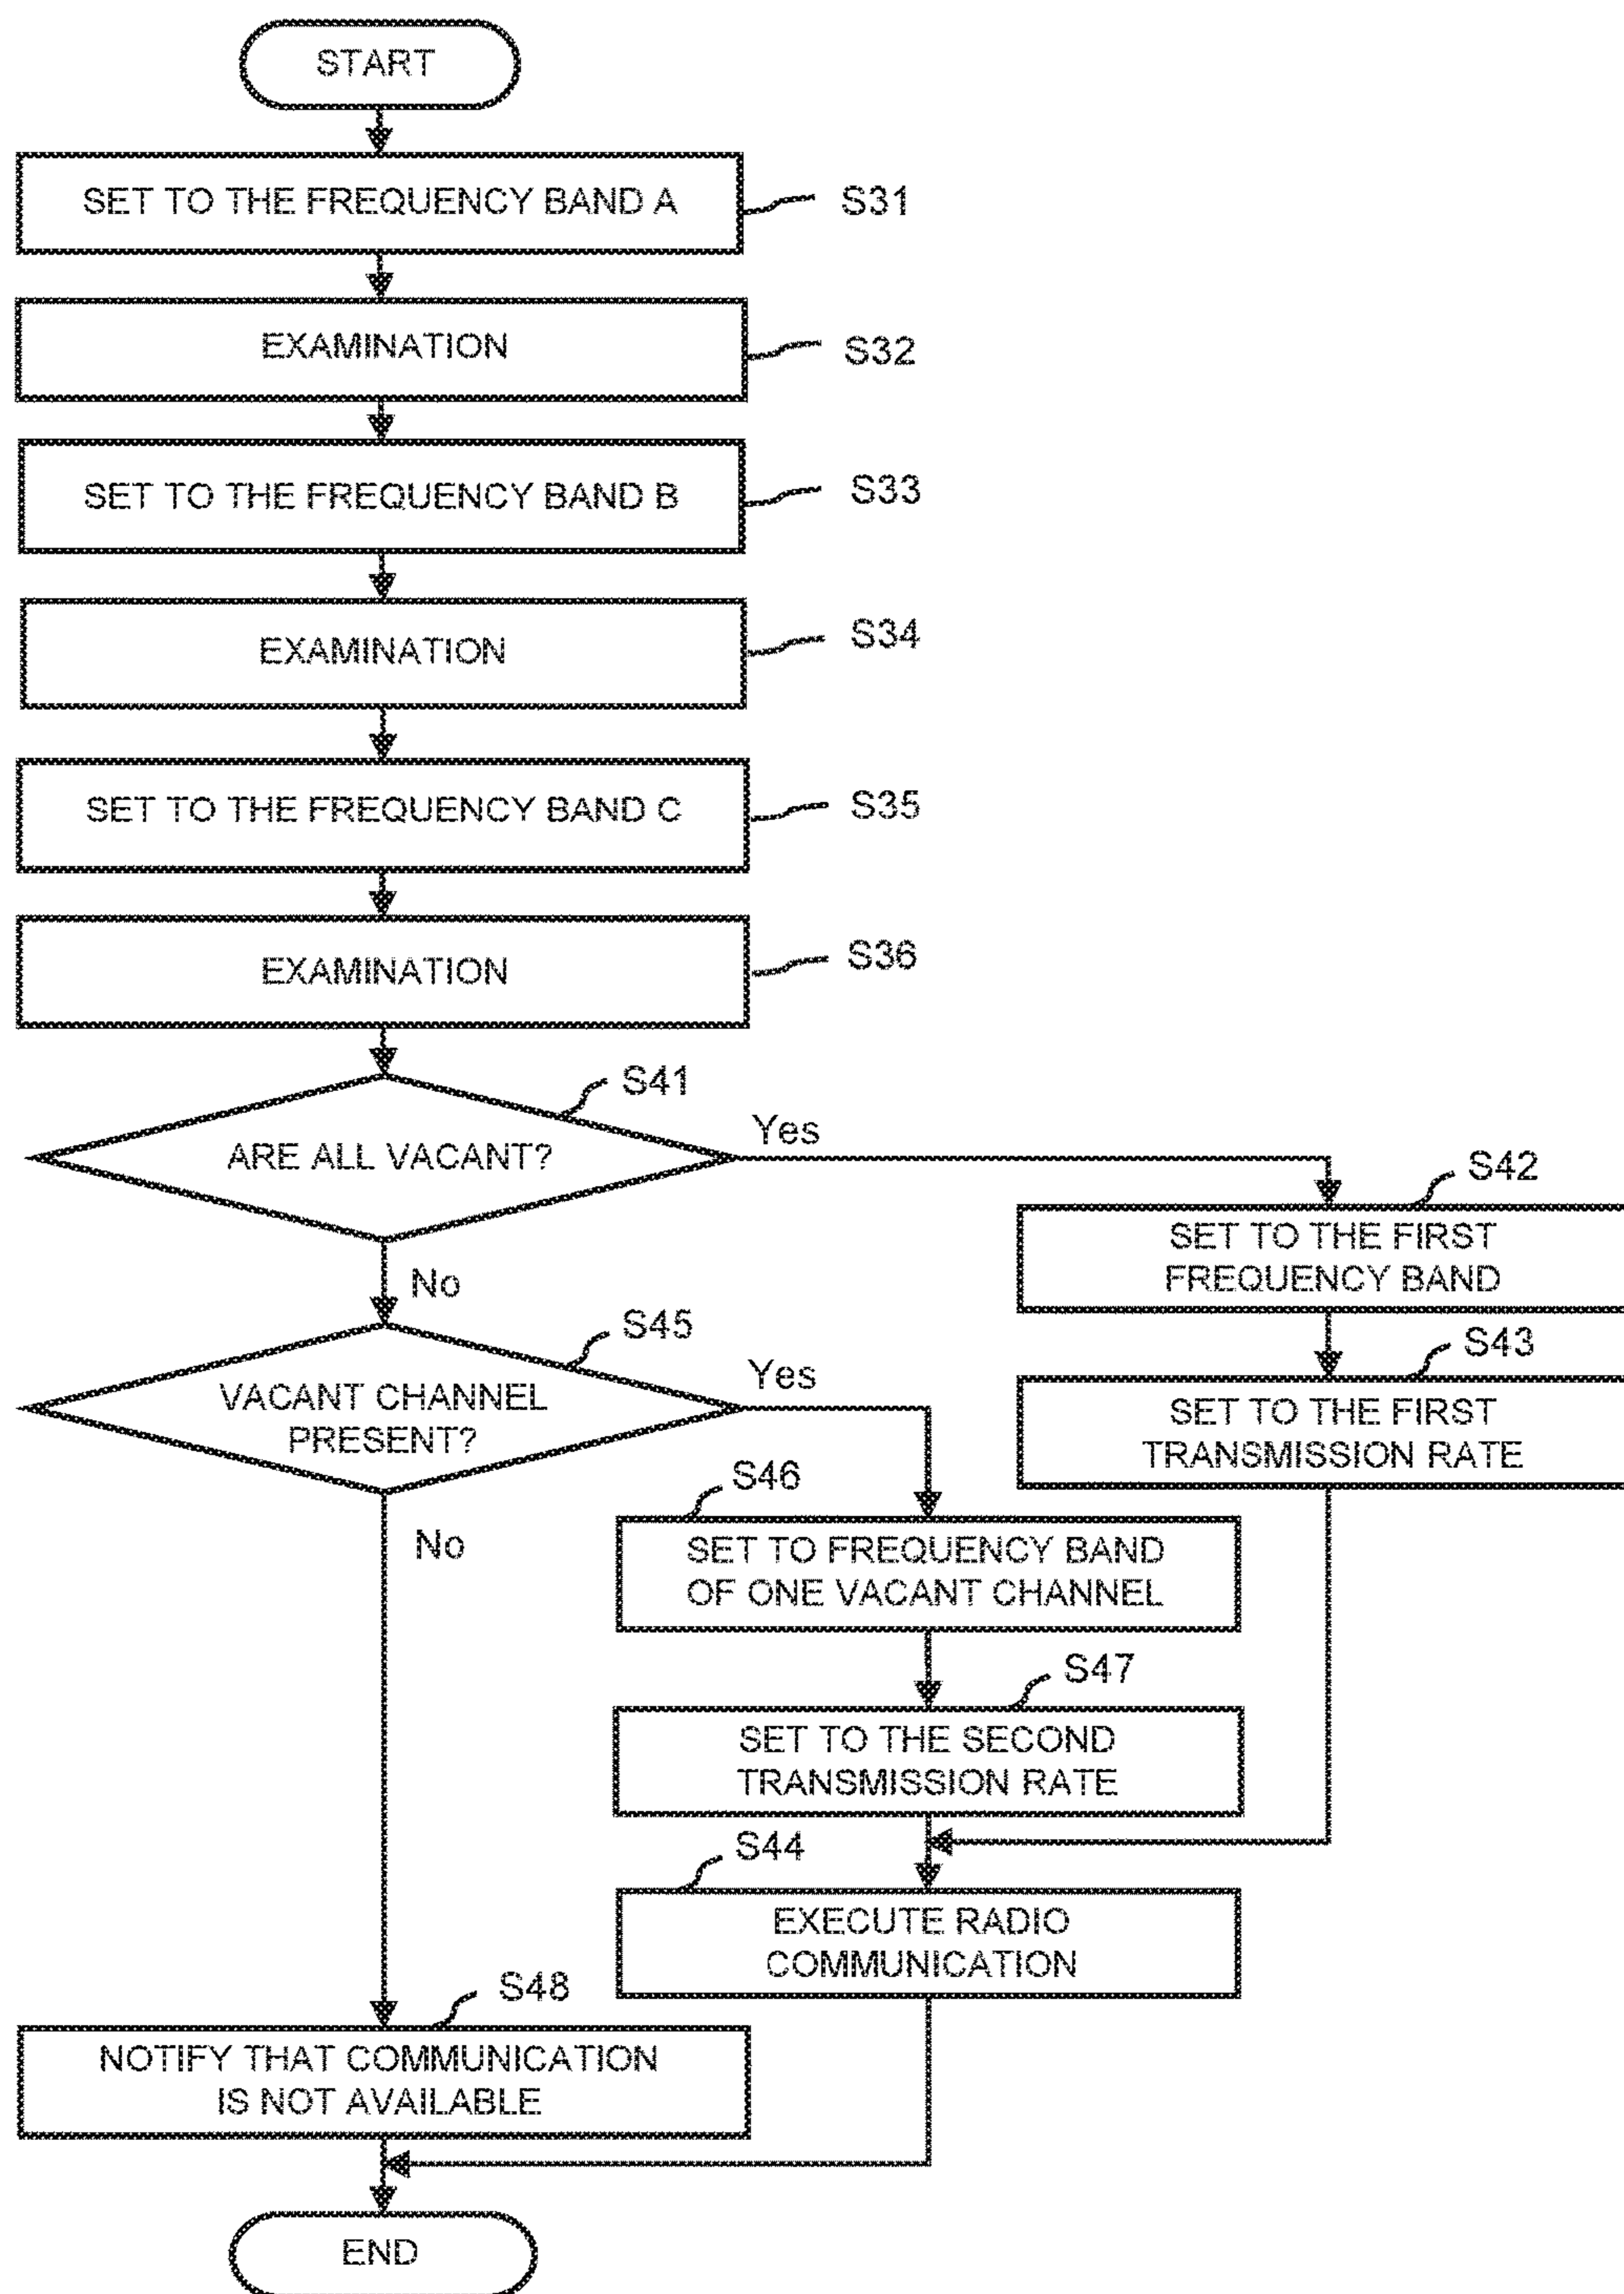 START
SET TO THE FREQUENCY BAND A
S31
EXAMINATION
S32
SET TO THE FREQUENCY BAND B
S33
EXAMINATION
S34
SET TO THE FREQUENCY BAND C
S35
EXAMINATION
S36
S41
ARE ALL VACANT?
Yes
No
S42
SET TO THE FIRST
FREQUENCY BAND
S43
SET TO THE FIRST
TRANSMISSION RATE
S45
VACANT CHANNEL
PRESENT?
Yes
No
S46
SET TO FREQUENCY BAND
OF ONE VACANT CHANNEL
S47
SET TO THE SECOND
TRANSMISSION RATE
S44
EXECUTE RADIO
COMMUNICATION
S48
NOTIFY THAT COMMUNICATION
IS NOT AVAILABLE
END